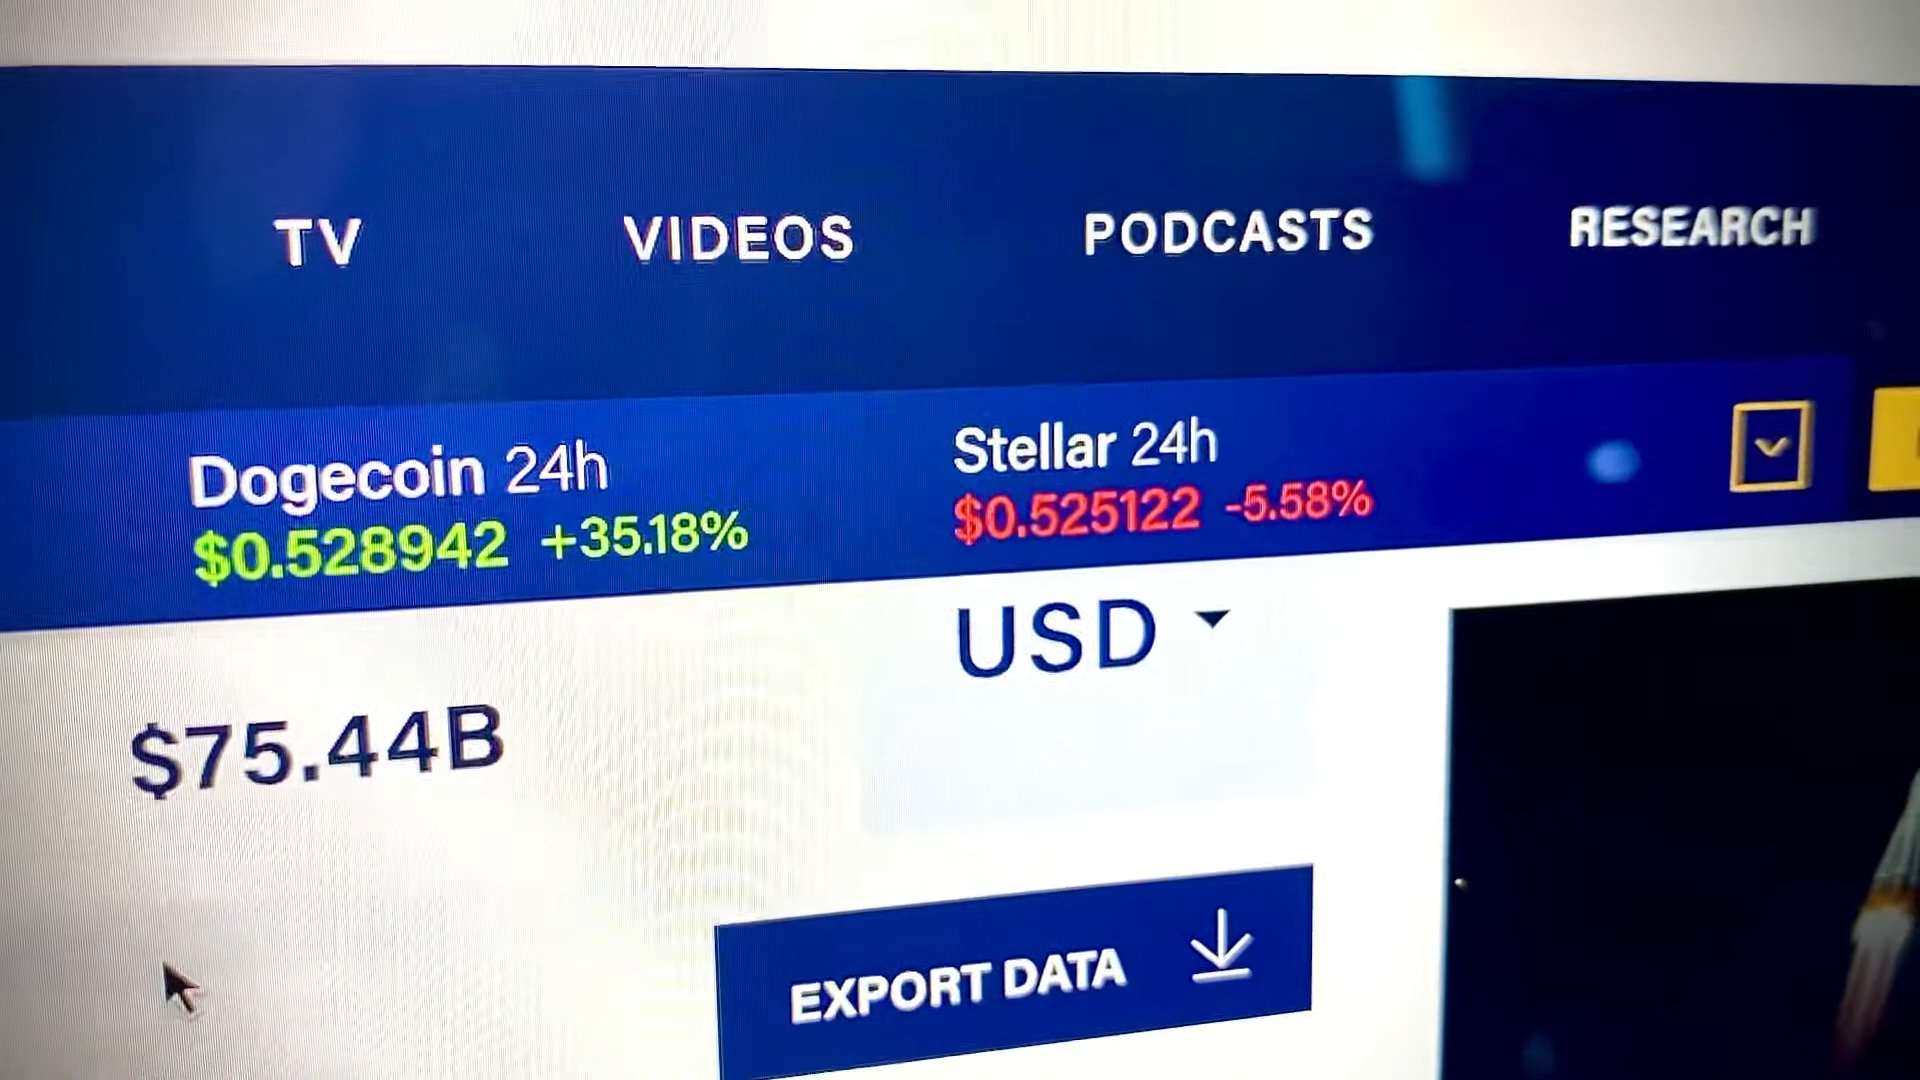 TV VIDEOS PODCASTS RESEARCH
Dogecoin 24h
$0.528942 +35.18%
Stellar 24h
$0.525122 -5.58%
USD
$75.44B
EXPORT DATA